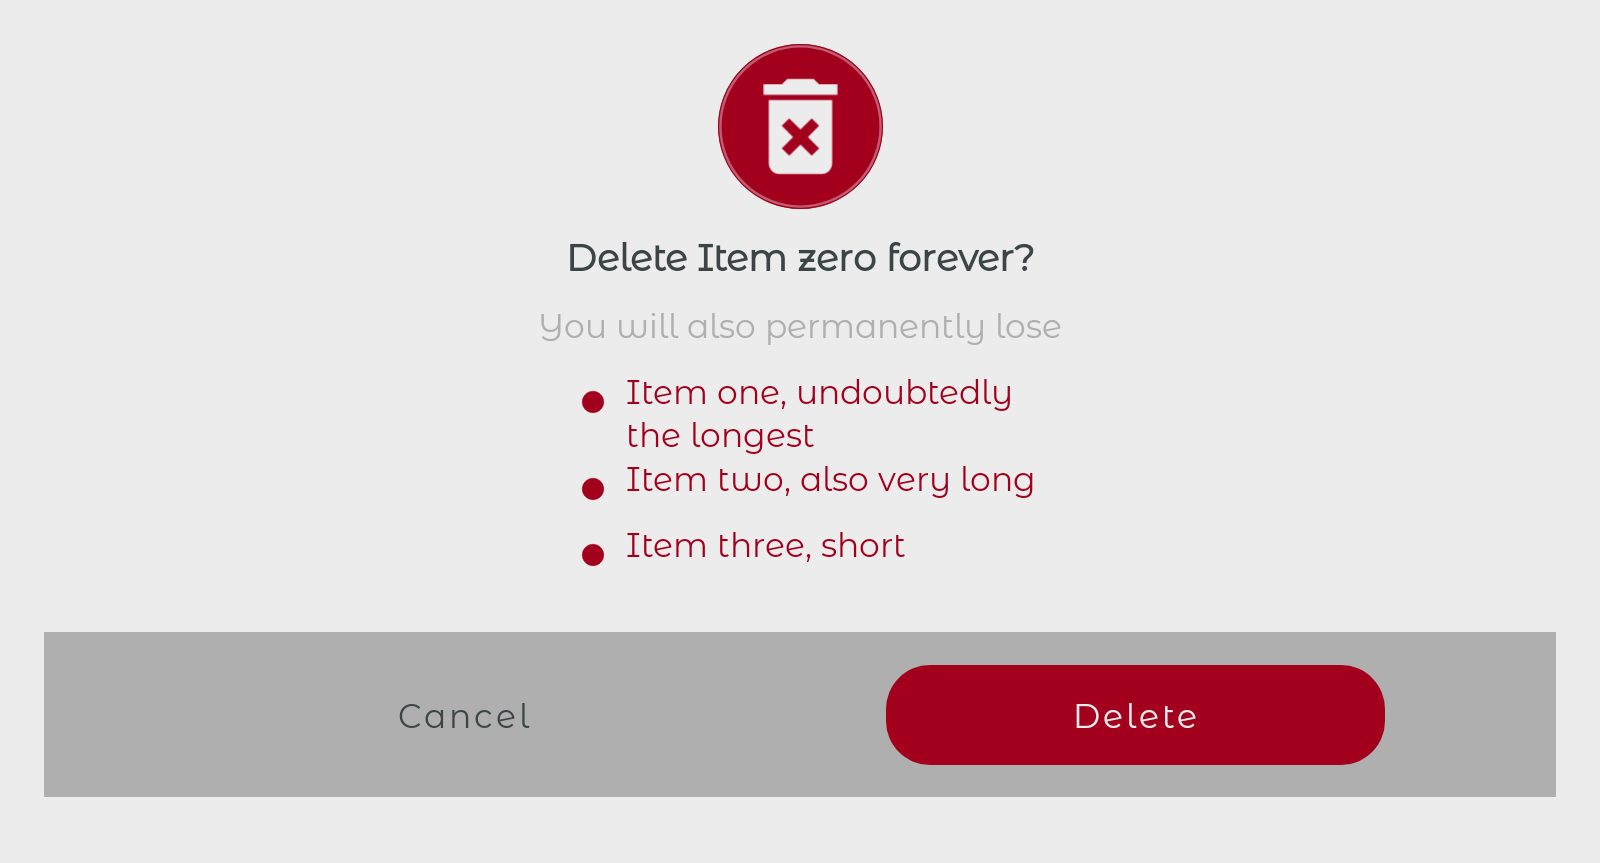 Delete Item zero forever?
You will also permanently lose
Item one, undoubtedly
the longest
Item two, also very long
Item three, short
Cancel
Delete